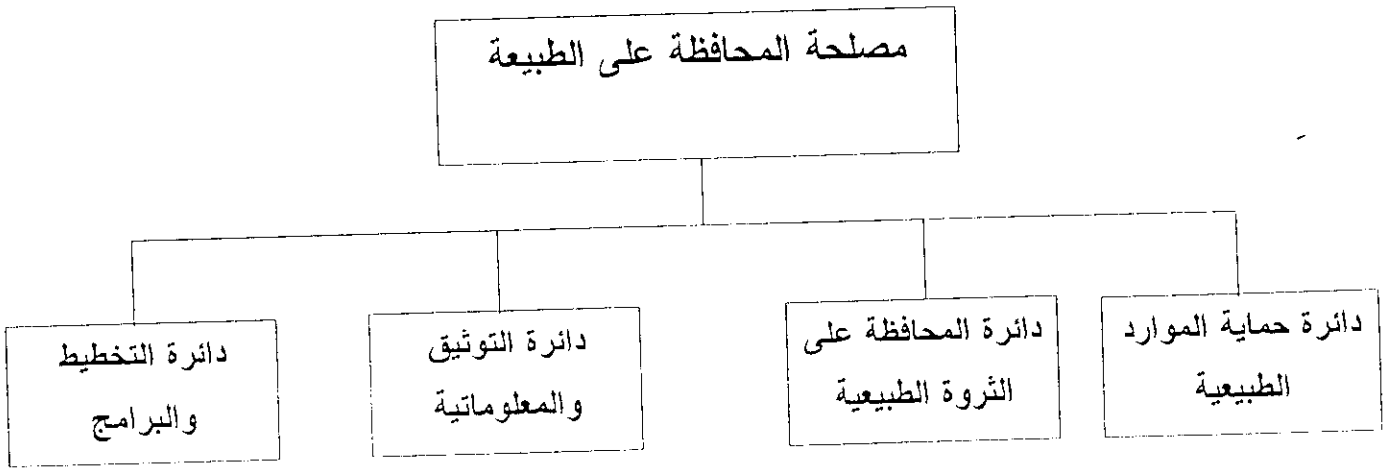 مصلحة المحافظة على الطبيعة
دائرة حماية الموارد
الطبيعية
دائرة المحافظة على
الثروة الطبيعية
دائرة التوثيق
والمعلوماتية
دائرة التخطيط
والبرامج